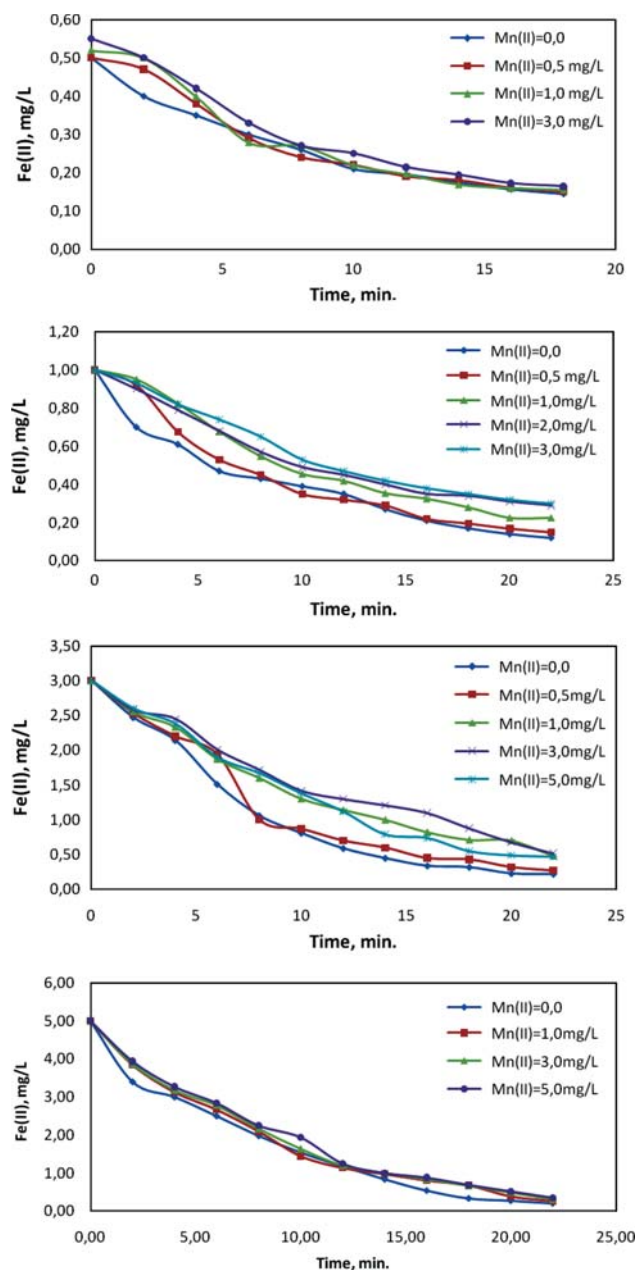 0,60
0,50
0,40
0,30
0,20
0,10
0,00
Fe(II), mg/L
Mn(II)=0,0
Mn(II)=0,5 mg/L
Mn(II)=1,0 mg/L
Mn(II)=3,0 mg/L
0 5 10 15 20
Time, min.
1,20
1,00
0,80
0,60
0,40
0,20
0,00
Fe(II), mg/L
Mn(II)=0,0
Mn(II)=0,5 mg/L
Mn(II)=1,0mg/L
Mn(II)=2,0mg/L
Mn(II)=3,0mg/L
0 5 10 15 20 25
Time, min.
3,50
3,00
2,50
2,00
1,50
1,00
0,50
0,00
Fe(II), mg/L
Mn(II)=0,0
Mn(II)=0,5mg/L
Mn(II)=1,0mg/L
Mn(II)=3,0mg/L
Mn(II)=5,0mg/L
0 5 10 15 20 25
Time, min.
6,00
5,00
4,00
3,00
2,00
1,00
0,00
Fe(II), mg/L
Mn(II)=0,0
Mn(II)=1,0mg/L
Mn(II)=3,0mg/L
Mn(II)=5,0mg/L
0,00 5,00 10,00 15,00 20,00 25,00
Time, min.